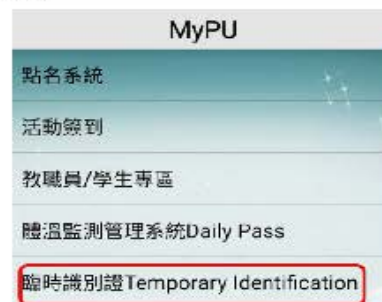 MyPU
點名系統
活動簽到
教職員/學生專區
體溫監測管理系統Daily Pass
臨時識別證Temporary Identification